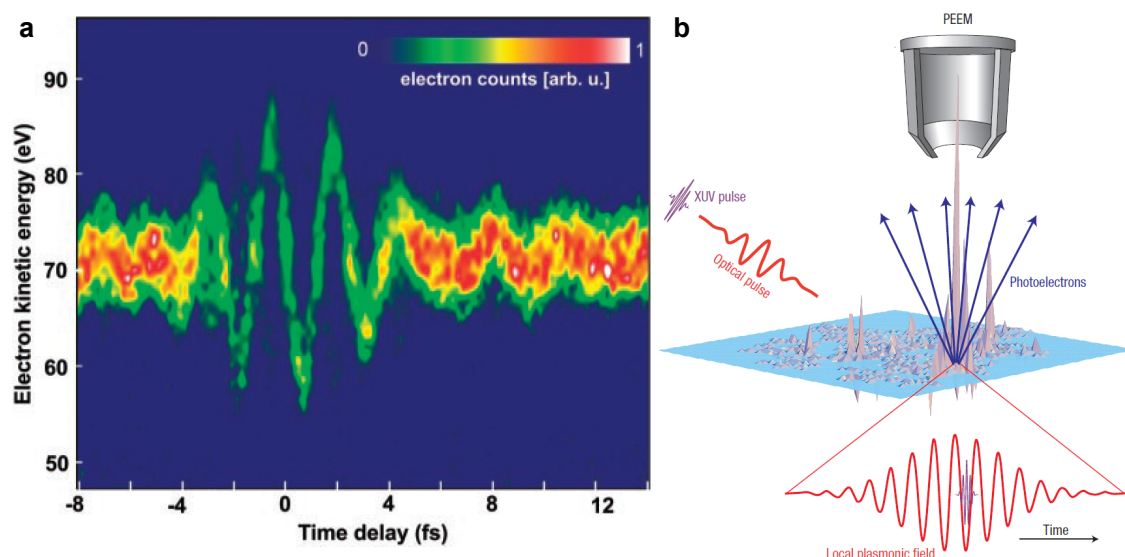 a
0
1
electron counts [arb. u.]
90
80
70
60
50
Electron kinetic energy (eV)
-8
-4
0
4
8
12
Time delay (fs)
b
PEEM
XUV pulse
Optical pulse
Photoelectrons
Time
Local plasmonic field